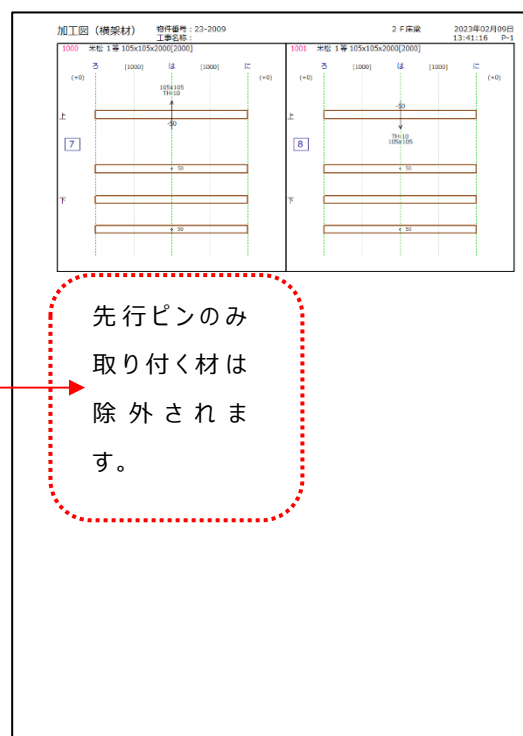 加工図（横架材） 物件番号：23-2009 2F床梁 2023年02月09日
工事名称： 13:41:16 P-1
1000 米松 1等 105x105x2000[2000]
ろ [1000] は [1000] に
(+0) (+0)
105x105
TH:10
上
-50
7
50
下
50
1001 米松 1等 105x105x2000[2000]
ろ [1000] は [1000] に
(+0) (+0)
-50
上
TH:10
105x105
8
50
下
50
先行ピンのみ
取り付く材は
除外されま
す。